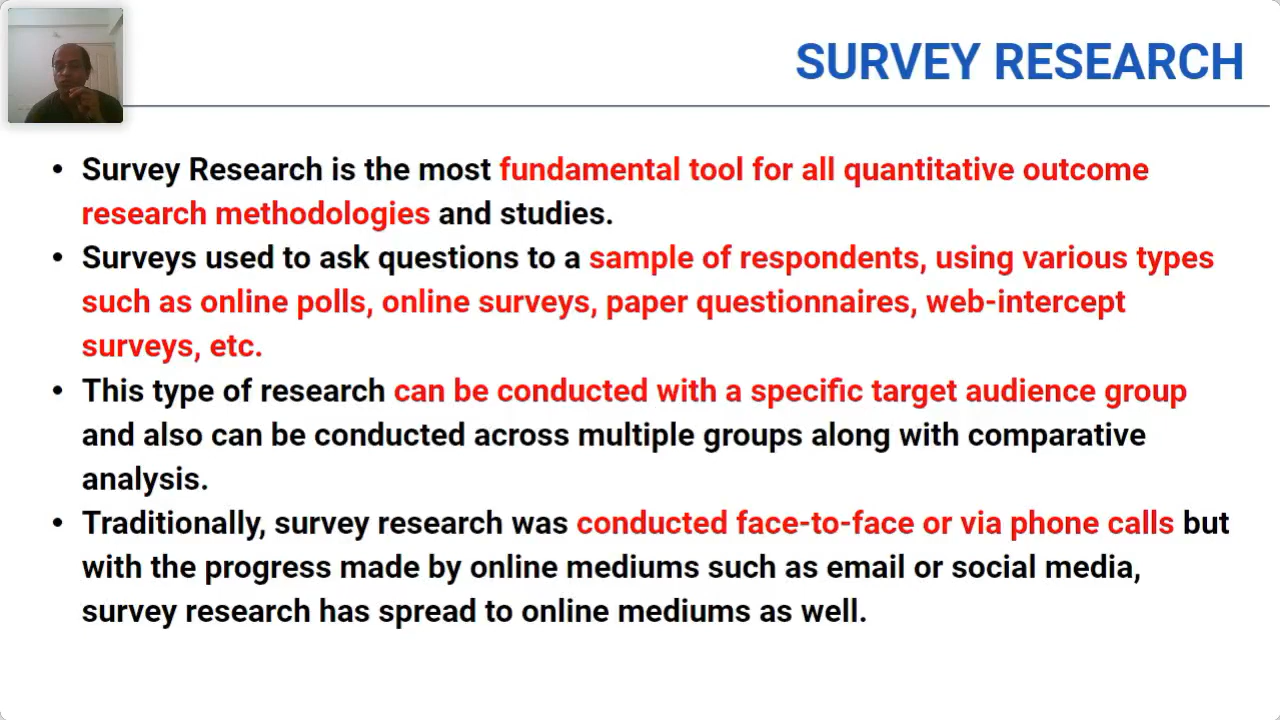 SURVEY RESEARCH
• Survey Research is the most fundamental tool for all quantitative outcome
research methodologies and studies.
• Surveys used to ask questions to a sample of respondents, using various types
such as online polls, online surveys, paper questionnaires, web-intercept
surveys, etc.
• This type of research can be conducted with a specific target audience group
and also can be conducted across multiple groups along with comparative
analysis.
• Traditionally, survey research was conducted face-to-face or via phone calls but
with the progress made by online mediums such as email or social media,
survey research has spread to online mediums as well.